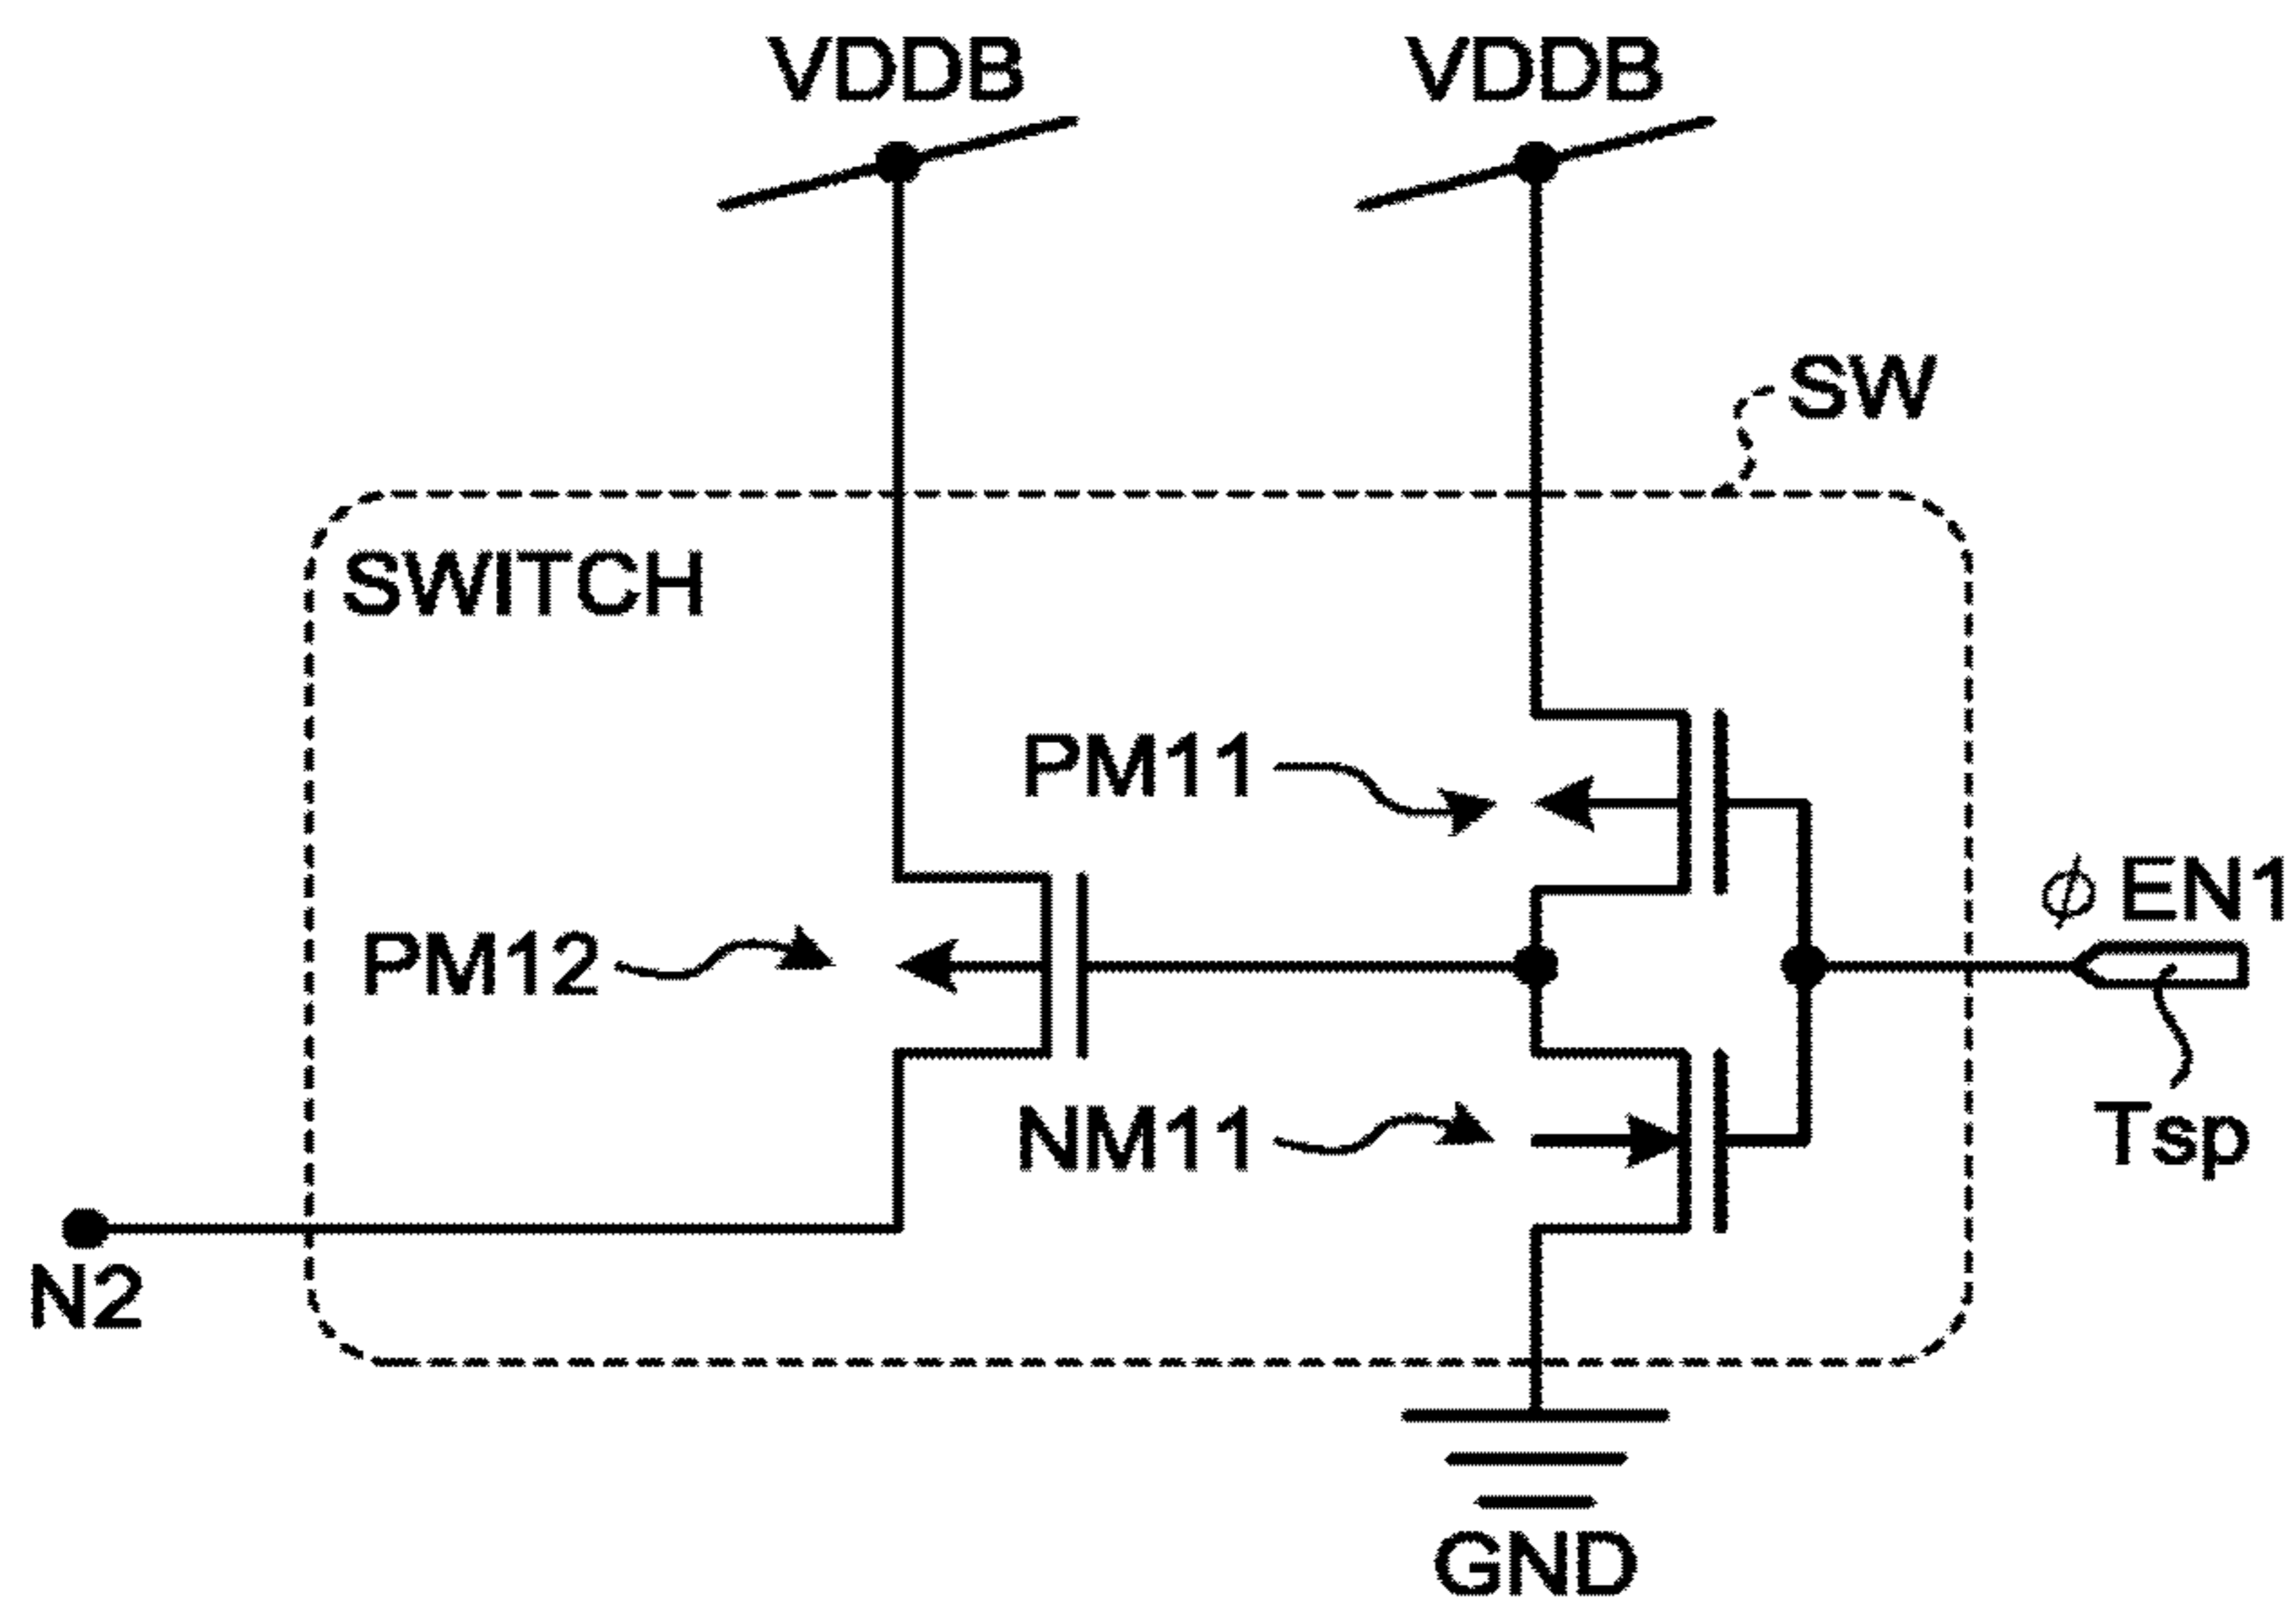 VDDB VDDB
SW
SWITCH
PM11
ϕ EN1
PM12
NM11
Tsp
N2
GND